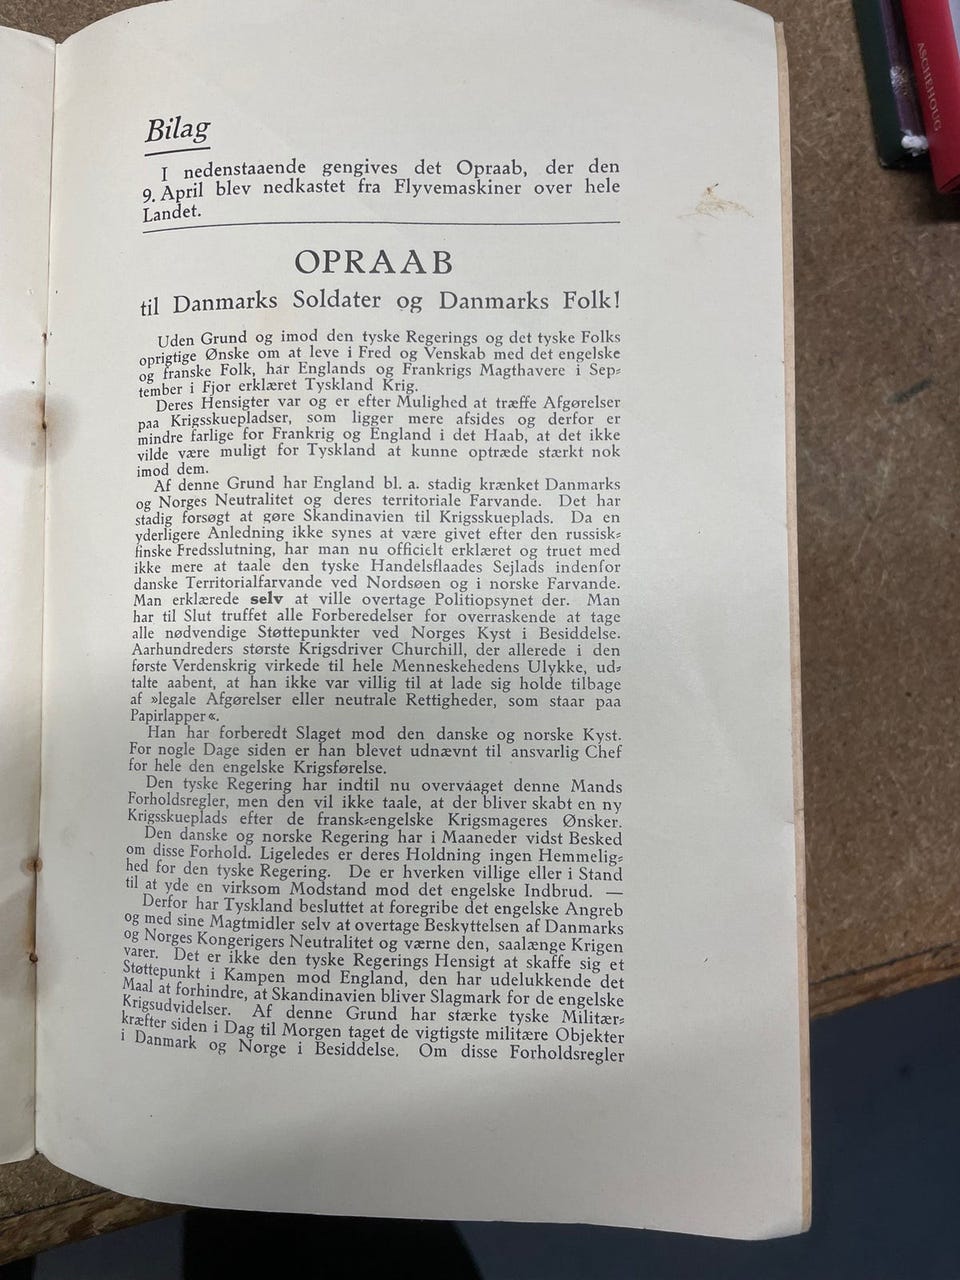 ASCHEHOUG
Bilag
I nedenstaaende gengives det Opraab, der den
9. April blev nedkastet fra Flyvemaskiner over hele
Landet.
OPRAAB
til Danmarks Soldater og Danmarks Folk!
Uden Grund og imod den tyske Regerings og det tyske Folks
oprigtige Ønske om at leve i Fred og Venskab med det engelske
og franske Folk, har Englands og Frankrigs Magthavere i Sep-
tember i Fjor erklæret Tyskland Krig.
Deres Hensigter var og er efter Mulighed at træffe Afgørelser
paa Krigsskuepladser, som ligger mere afsides og derfor er
mindre farlige for Frankrig og England i det Haab, at det ikke
vilde være muligt for Tyskland at kunne optræde stærkt nok
imod dem.
Af denne Grund har England bl. a. stadig krænket Danmarks
og Norges Neutralitet og deres territoriale Farvande. Det har
stadig forsøgt at gøre Skandinavien til Krigsskueplads. Da en
yderligere Anledning ikke synes at være givet efter den russisk-
finske Fredsslutning, har man nu officielt erklæret og truet med
ikke mere at taale den tyske Handelsflaades Sejlads indenfor
danske Territorialfarvande ved Nordsøen og i norske Farvande.
Man erklærede selv at ville overtage Politiopsynet der. Man
har til Slut truffet alle Forberedelser for overraskende at tage
alle nødvendige Støttepunkter ved Norges Kyst i Besiddelse.
Aarhundreders største Krigsdriver Churchill, der allerede i den
første Verdenskrig virkede til hele Menneskehedens Ulykke, ud-
talte aabent, at han ikke var villig til at lade sig holde tilbage
af »legale Afgørelser eller neutrale Rettigheder, som staar paa
Papirlapper«.
Han har forberedt Slaget mod den danske og norske Kyst.
For nogle Dage siden er han blevet udnævnt til ansvarlig Chef
for hele den engelske Krigsførelse.
Den tyske Regering har indtil nu overvaaget denne Mands
Forholdsregler, men den vil ikke taale, at der bliver skabt en ny
Krigsskueplads efter de fransk-engelske Krigsmageres Ønsker.
Den danske og norske Regering har i Maaneder vidst Besked
om disse Forhold. Ligeledes er deres Holdning ingen Hemmelig-
hed for den tyske Regering. De er hverken villige eller i Stand
til at yde en virksom Modstand mod det engelske Indbrud. —
Derfor har Tyskland besluttet at foregribe det engelske Angreb
og med sine Magtmidler selv at overtage Beskyttelsen af Danmarks
og Norges Kongerigers Neutralitet og værne den, saalænge Krigen
varer. Det er ikke den tyske Regerings Hensigt at skaffe sig et
Støttepunkt i Kampen mod England, den har udelukkende det
Maal at forhindre, at Skandinavien bliver Slagmark for de engelske
Krigsudvidelser. Af denne Grund har stærke tyske Militær-
kræfter siden i Dag til Morgen taget de vigtigste militære Objekter
i Danmark og Norge i Besiddelse. Om disse Forholdsregler